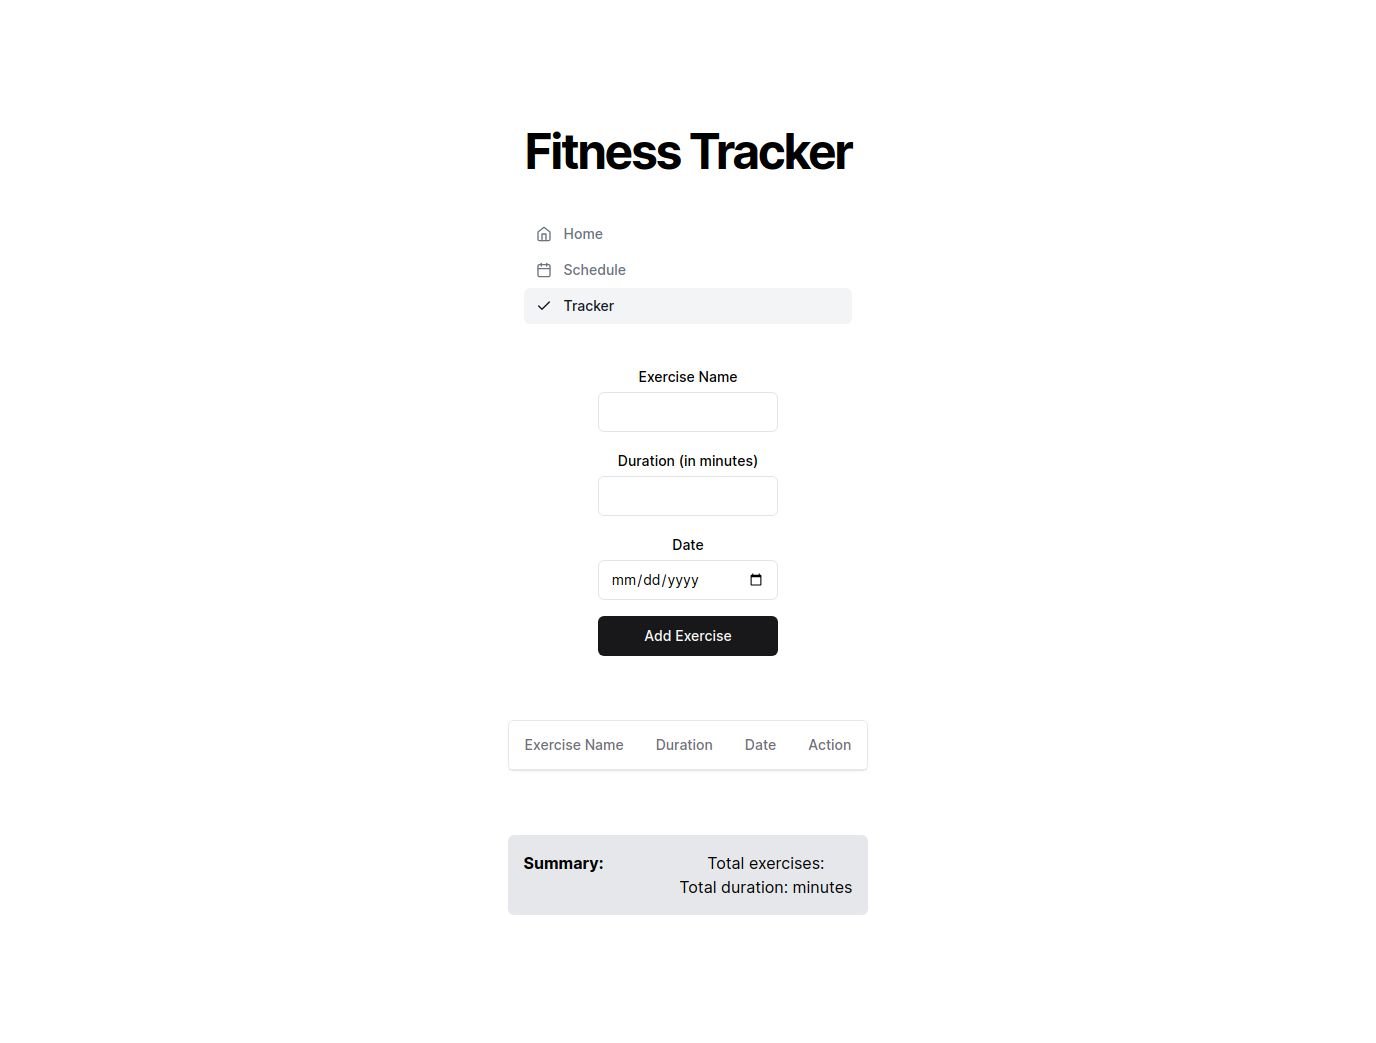 Fitness Tracker
Home
Schedule
Tracker
Exercise Name
Duration (in minutes)
Date
mm/dd/yyyy
Add Exercise
Exercise Name Duration Date Action
Summary: Total exercises:
Total duration: minutes